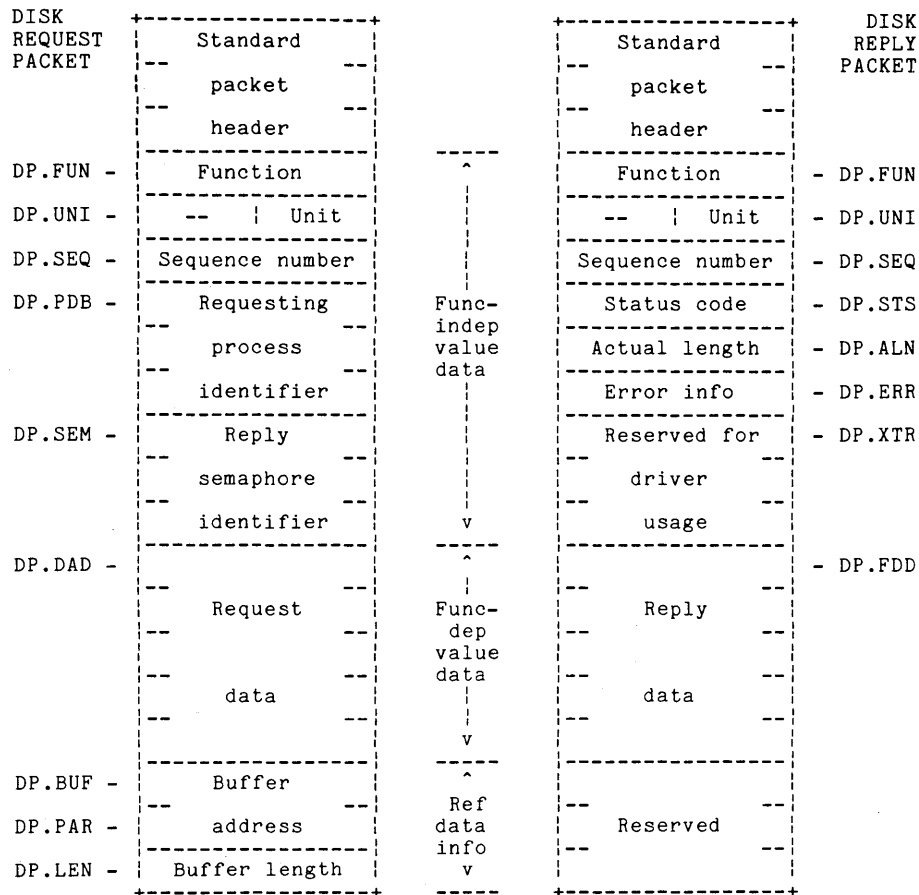 DISK +------------------+ +------------------+ DISK
REQUEST | Standard | | Standard | REPLY
PACKET |-- --| |-- --| PACKET
| packet | | packet |
|-- --| |-- --|
| header | | header |
------------------ ----- ------------------
DP.FUN - | Function | ^ | Function | - DP.FUN
------------------ | ------------------
DP.UNI - | -- | Unit | | | -- | Unit | - DP.UNI
------------------ | ------------------
DP.SEQ - | Sequence number | | | Sequence number | - DP.SEQ
------------------ | ------------------
DP.PDB - | Requesting | Func- | Status code | - DP.STS
|-- --| indep ------------------
| process | value | Actual length | - DP.ALN
|-- --| data ------------------
| identifier | | | Error info | - DP.ERR
------------------ | ------------------
DP.SEM - | Reply | | | Reserved for | - DP.XTR
|-- --| | |-- --|
| semaphore | | | driver |
|-- --| | |-- --|
| identifier | v | usage |
------------------ ----- ------------------
DP.DAD - | | ^ | | - DP.FDD
|-- --| | |-- --|
| Request | Func- | Reply |
|-- --| dep |-- --|
| | value | |
|-- --| data |-- --|
| data | | | data |
|-- --| | |-- --|
| | v | |
------------------ ----- ------------------
DP.BUF - | Buffer | ^ | |
|-- --| Ref |-- --|
DP.PAR - | address | data | Reserved |
------------------ info |-- --|
DP.LEN - | Buffer length | v | |
+------------------+ ----- +------------------+